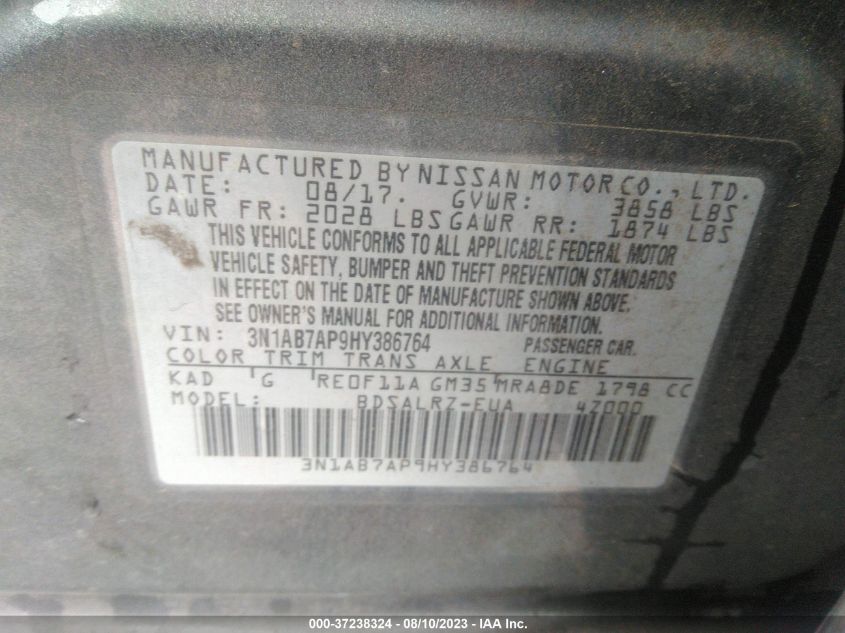 MANUFACTURED BY NISSAN MOTOR CO., LTD.
DATE: 08/17. GVWR: 3858 LBS
GAWR FR: 2028 LBS GAWR RR: 1874 LBS
THIS VEHICLE CONFORMS TO ALL APPLICABLE FEDERAL MOTOR
VEHICLE SAFETY, BUMPER AND THEFT PREVENTION STANDARDS
IN EFFECT ON THE DATE OF MANUFACTURE SHOWN ABOVE.
SEE OWNER'S MANUAL FOR ADDITIONAL INFORMATION.
VIN: 3N1AB7AP9HY386764 PASSENGER CAR.
COLOR TRIM TRANS AXLE ENGINE
KAD G RE0F11A GM35 MRA8DE 1798 CC
MODEL: BDSALRZ-EUA 4Z000
3N1AB7AP9HY386764
000-37238324 - 08/10/2023 - IAA Inc.